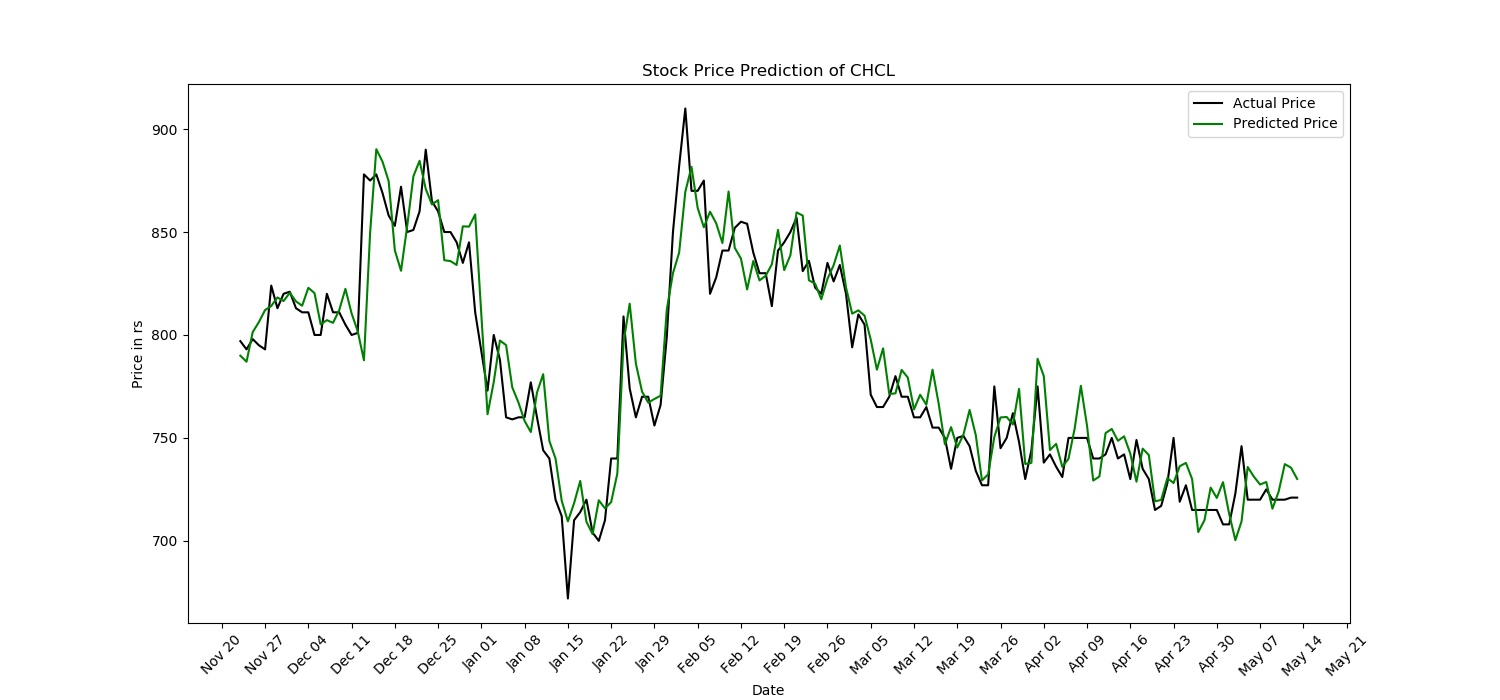 Stock Price Prediction of CHCL
Actual Price
Predicted Price
Price in rs
900
850
800
750
700
Nov 20
Nov 27
Dec 04
Dec 11
Dec 18
Dec 25
Jan 01
Jan 08
Jan 15
Jan 22
Jan 29
Feb 05
Feb 12
Feb 19
Feb 26
Mar 05
Mar 12
Mar 19
Mar 26
Apr 02
Apr 09
Apr 16
Apr 23
Apr 30
May 07
May 14
May 21
Date